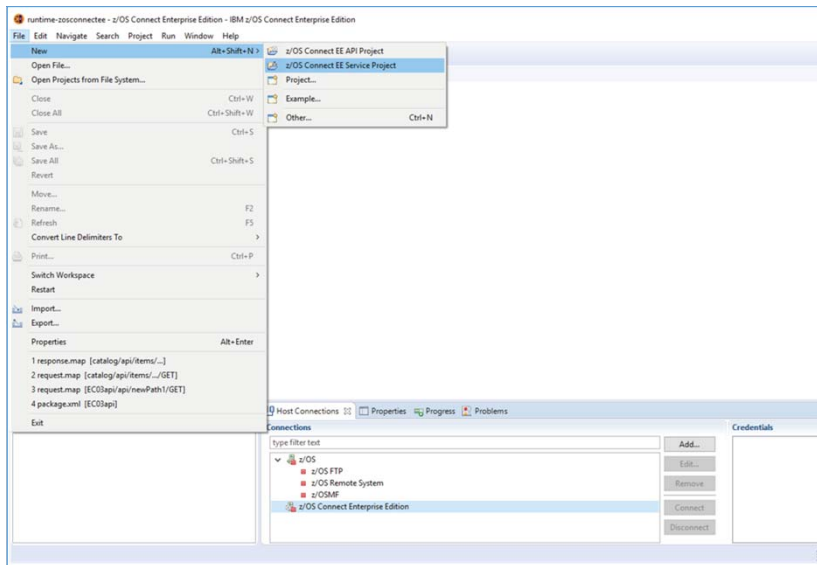 runtime-zosconnectee - z/OS Connect Enterprise Edition - IBM z/OS Connect Enterprise Edition
File Edit Navigate Search Project Run Window Help
New Alt+Shift+N >
Open File...
Open Projects from File System...
Close Ctrl+W
Close All Ctrl+Shift+W
Save Ctrl+S
Save As...
Save All Ctrl+Shift+S
Revert
Move...
Rename... F2
Refresh F5
Convert Line Delimiters To >
Print... Ctrl+P
Switch Workspace >
Restart
Import...
Export...
Properties Alt+Enter
1 response.map [catalog/api/items/...]
2 request.map [catalog/api/items/.../GET]
3 request.map [EC03api/api/newPath1/GET]
4 package.xml [EC03api]
Exit
z/OS Connect EE API Project
z/OS Connect EE Service Project
Project...
Example...
Other... Ctrl+N
Host Connections Properties Progress Problems
Connections
type filter text
z/OS
z/OS FTP
z/OS Remote System
z/OSMF
z/OS Connect Enterprise Edition
Add...
Edit...
Remove
Connect
Disconnect
Credentials